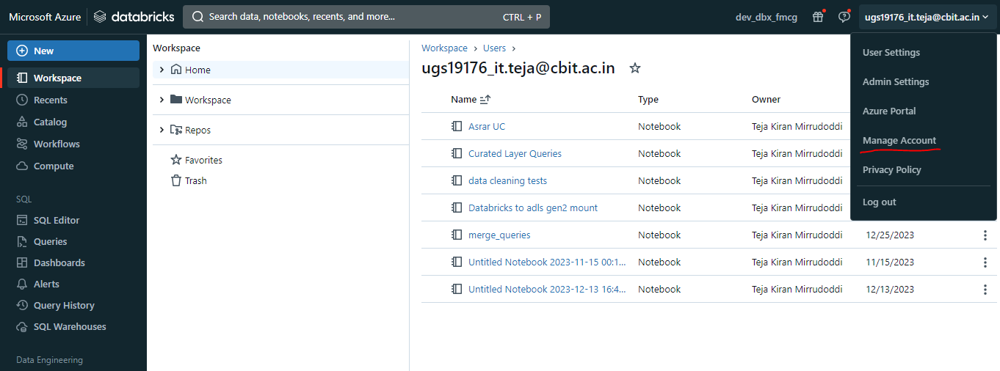 Microsoft Azure databricks Search data, notebooks, recents, and more... CTRL + P dev_dbx_fmcg ugs19176_it.teja@cbit.ac.in
New
Workspace
Recents
Catalog
Workflows
Compute
SQL
SQL Editor
Queries
Dashboards
Alerts
Query History
SQL Warehouses
Data Engineering
Workspace
Home
Workspace
Repos
Favorites
Trash
Workspace > Users >
ugs19176_it.teja@cbit.ac.in
Name Type Owner
Asrar UC Notebook Teja Kiran Mirrudoddi
Curated Layer Queries Notebook Teja Kiran Mirrudoddi
data cleaning tests Notebook Teja Kiran Mirrudoddi
Databricks to adls gen2 mount Notebook Teja Kiran Mirrudoddi
merge_queries Notebook Teja Kiran Mirrudoddi 12/25/2023
Untitled Notebook 2023-11-15 00:1... Notebook Teja Kiran Mirrudoddi 11/15/2023
Untitled Notebook 2023-12-13 16:4... Notebook Teja Kiran Mirrudoddi 12/13/2023
User Settings
Admin Settings
Azure Portal
Manage Account
Privacy Policy
Log out